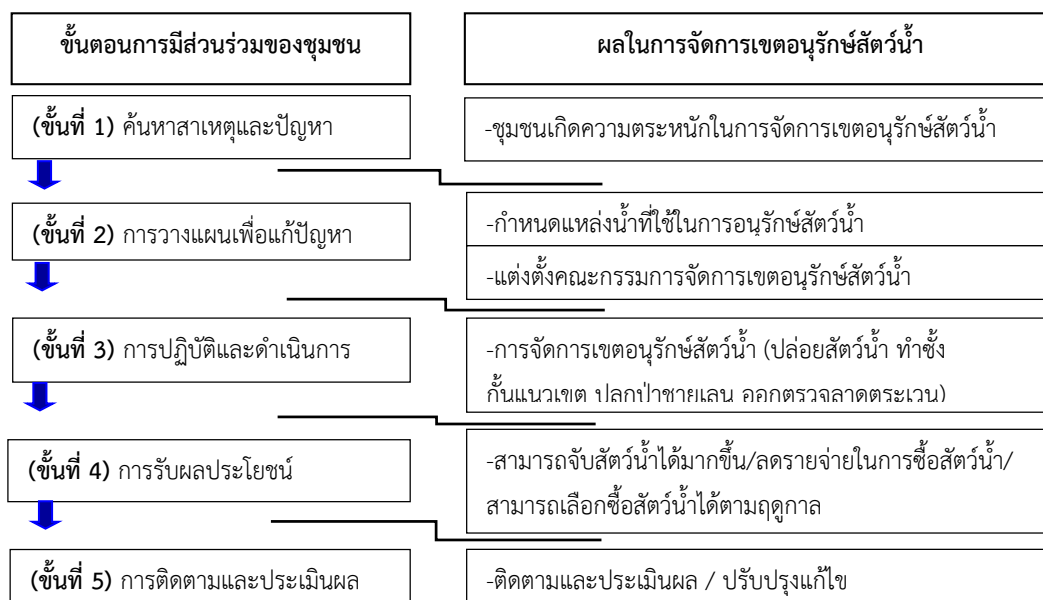 ขั้นตอนการมีส่วนร่วมของชุมชน
ผลในการจัดการเขตอนุรักษ์สัตว์น้ำ
(ขั้นที่ 1) ค้นหาสาเหตุและปัญหา
-ชุมชนเกิดความตระหนักในการจัดการเขตอนุรักษ์สัตว์น้ำ
(ขั้นที่ 2) การวางแผนเพื่อแก้ปัญหา
-กำหนดแหล่งน้ำที่ใช้ในการอนุรักษ์สัตว์น้ำ
-แต่งตั้งคณะกรรมการจัดการเขตอนุรักษ์สัตว์น้ำ
(ขั้นที่ 3) การปฏิบัติและดำเนินการ
-การจัดการเขตอนุรักษ์สัตว์น้ำ (ปล่อยสัตว์น้ำ ทำซั้ง
กั้นแนวเขต ปลูกป่าชายเลน ออกตรวจลาดตระเวน)
(ขั้นที่ 4) การรับผลประโยชน์
-สามารถจับสัตว์น้ำได้มากขึ้น/ลดรายจ่ายในการซื้อสัตว์น้ำ/
สามารถเลือกซื้อสัตว์น้ำได้ตามฤดูกาล
(ขั้นที่ 5) การติดตามและประเมินผล
-ติดตามและประเมินผล / ปรับปรุงแก้ไข